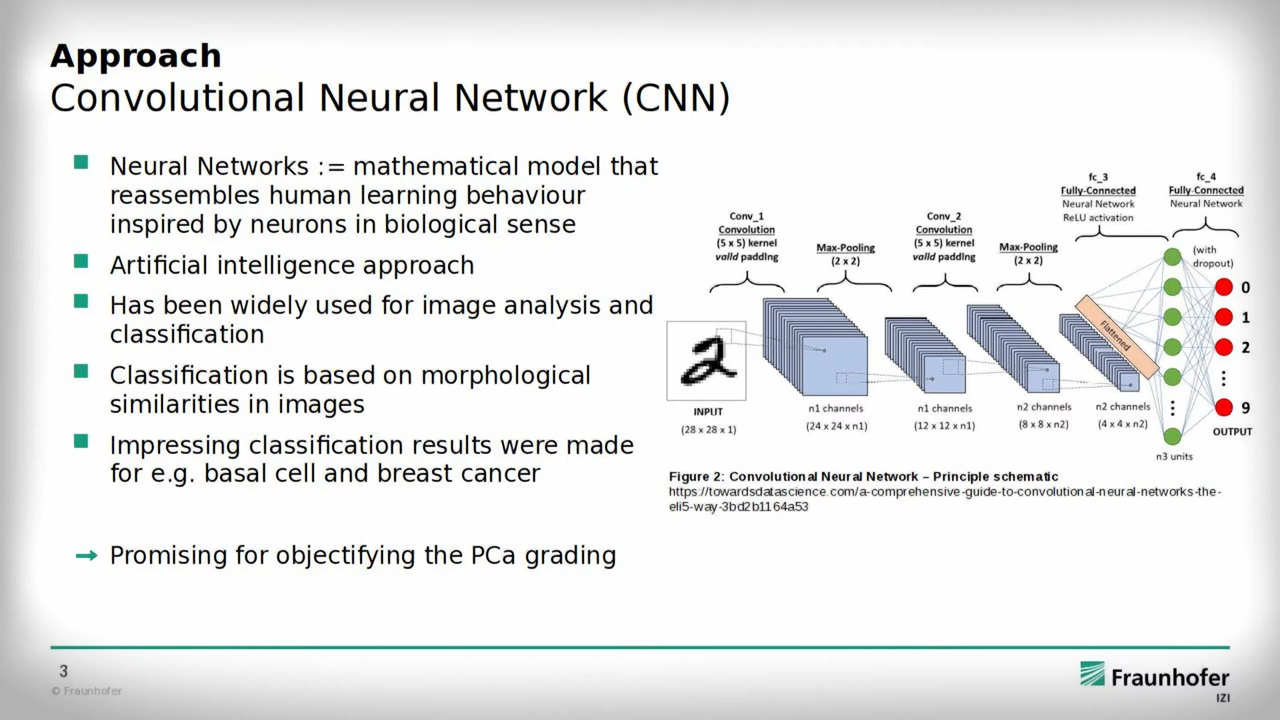 Approach
Convolutional Neural Network (CNN)
Neural Networks := mathematical model that
reassembles human learning behaviour
inspired by neurons in biological sense
Artificial intelligence approach
Has been widely used for image analysis and
classification
Classification is based on morphological
similarities in images
Impressing classification results were made
for e.g. basal cell and breast cancer
→ Promising for objectifying the PCa grading
Conv_1
Convolution
(5 x 5) kernel
valid padding
Max-Pooling
(2 x 2)
Conv_2
Convolution
(5 x 5) kernel
valid padding
Max-Pooling
(2 x 2)
fc_3
Fully-Connected
Neural Network
ReLU activation
fc_4
Fully-Connected
Neural Network
(with
dropout)
2
Flattened
0
1
2
9
OUTPUT
INPUT
(28 x 28 x 1)
n1 channels
(24 x 24 x n1)
n1 channels
(12 x 12 x n1)
n2 channels
(8 x 8 x n2)
n2 channels
(4 x 4 x n2)
n3 units
Figure 2: Convolutional Neural Network – Principle schematic
https://towardsdatascience.com/a-comprehensive-guide-to-convolutional-neural-networks-the-
eli5-way-3bd2b1164a53
3
© Fraunhofer
Fraunhofer
IZI